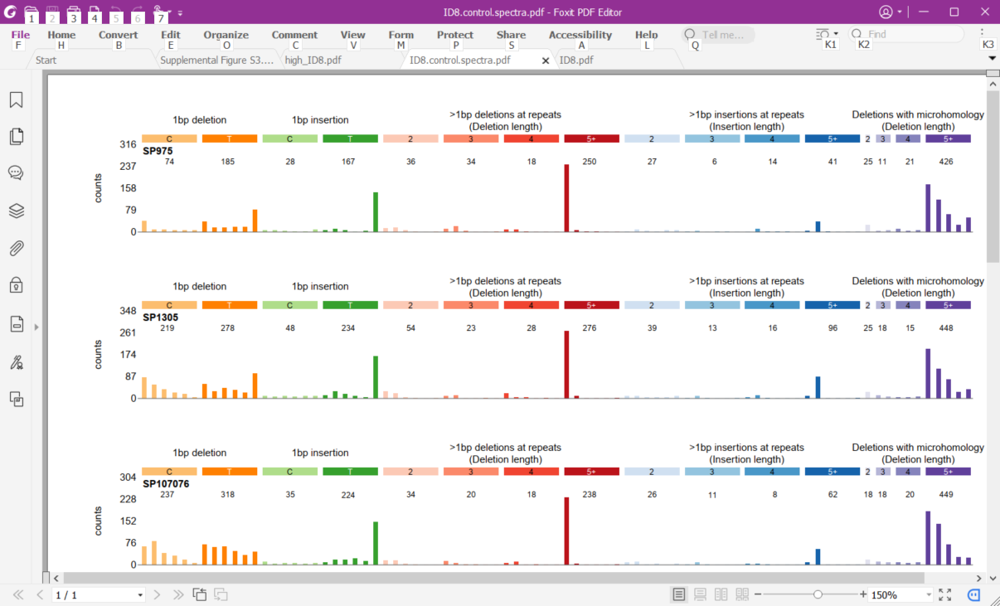 ID8.control.spectra.pdf - Foxit PDF Editor
1 2 3 4 5 6 7
File Home Convert Edit Organize Comment View Form Protect Share Accessibility Help Tell me... Find
F H B E O C V M P S A L Q K1 K2 K3
Start Supplemental Figure S3.... high_ID8.pdf ID8.control.spectra.pdf ID8.pdf
1bp deletion 1bp insertion >1bp deletions at repeats >1bp insertions at repeats Deletions with microhomology
(Deletion length) (Insertion length) (Deletion length)
C T C T 2 3 4 5+ 2 3 4 5+ 2 3 4 5+
316
SP975
74 185 28 167 36 34 18 250 27 6 14 41 25 11 21 426
237
158
79
0
counts
1bp deletion 1bp insertion >1bp deletions at repeats >1bp insertions at repeats Deletions with microhomology
(Deletion length) (Insertion length) (Deletion length)
C T C T 2 3 4 5+ 2 3 4 5+ 2 3 4 5+
348
SP1305
219 278 48 234 54 23 28 276 39 13 16 96 25 18 15 448
261
174
87
0
counts
1bp deletion 1bp insertion >1bp deletions at repeats >1bp insertions at repeats Deletions with microhomology
(Deletion length) (Insertion length) (Deletion length)
C T C T 2 3 4 5+ 2 3 4 5+ 2 3 4 5+
304
SP107076
237 318 35 224 34 20 18 238 26 11 8 62 18 18 20 449
228
152
76
0
counts
1 / 1 150%